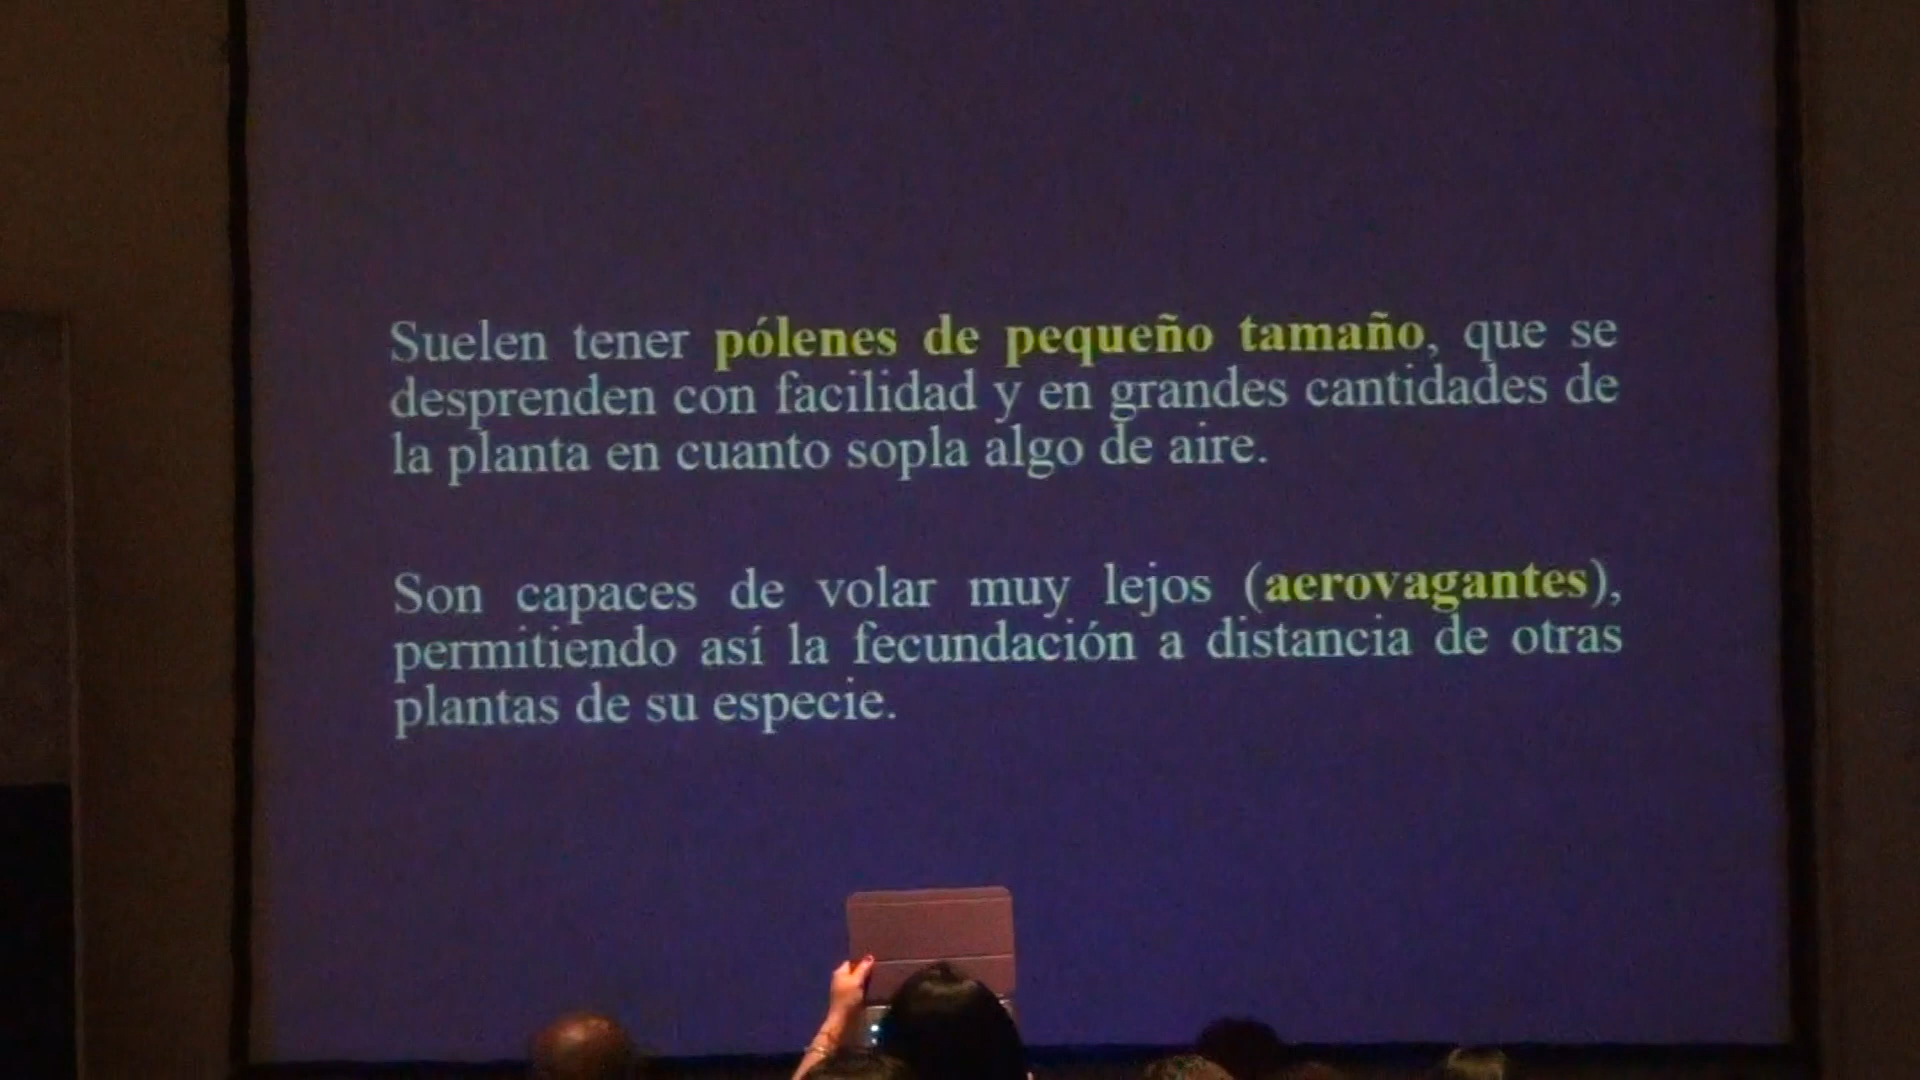 Suelen tener pólenes de pequeño tamaño, que se
desprenden con facilidad y en grandes cantidades de
la planta en cuanto sopla algo de aire.
Son capaces de volar muy lejos (aerovagantes),
permitiendo así la fecundación a distancia de otras
plantas de su especie.